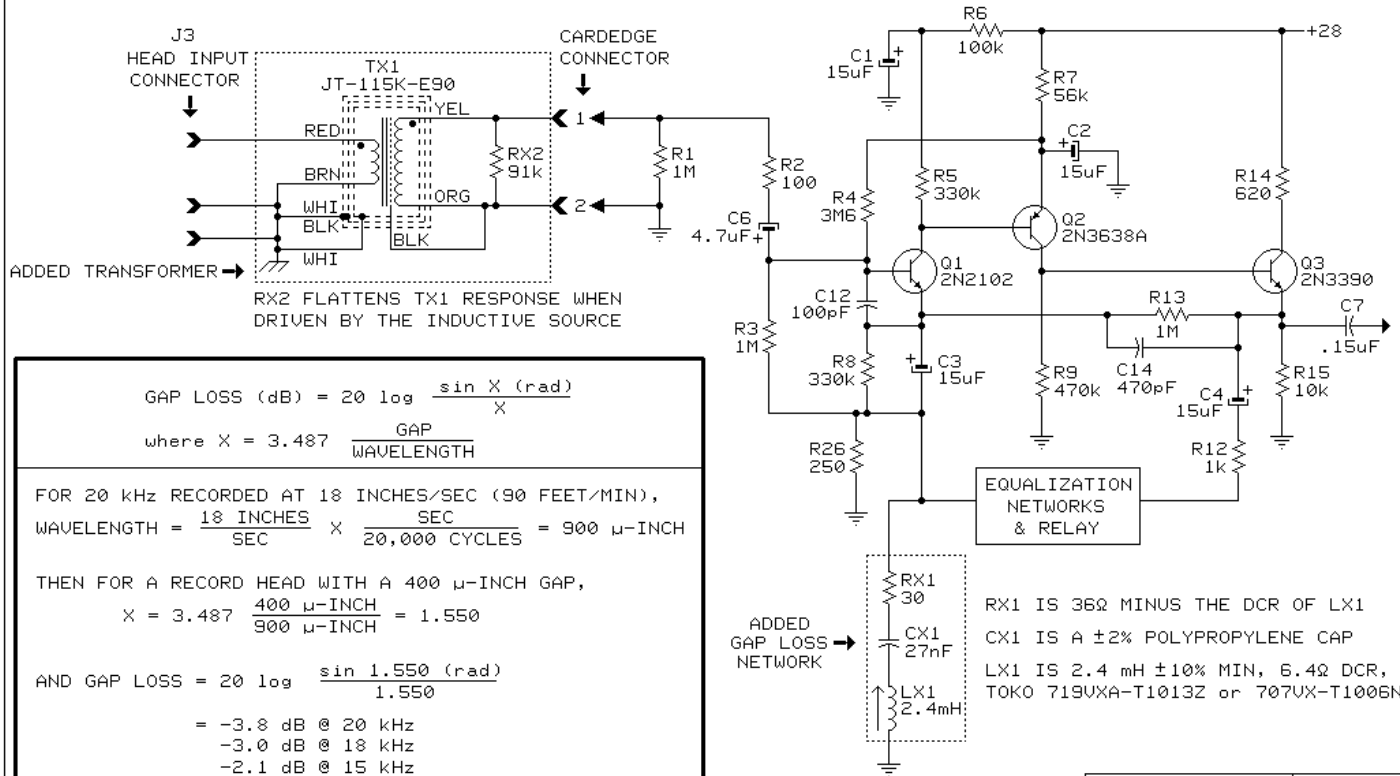 J3
HEAD INPUT
CONNECTOR
TX1
JT-115K-E90
CARDEDGE
CONNECTOR
RED
BRN
WHI
BLK
WHI
YEL
ORG
BLK
RX2
91k
1
2
R1
1M
ADDED TRANSFORMER
RX2 FLATTENS TX1 RESPONSE WHEN
DRIVEN BY THE INDUCTIVE SOURCE
R2
100
C6
4.7uF+
R3
1M
R4
3M6
C12
100pF
R8
330k
R26
250
C1
15uF
+
R6
100k
R5
330k
Q1
2N2102
+
C3
15uF
R7
56k
C2
+
15uF
Q2
2N3638A
R9
470k
+28
R14
620
Q3
2N3390
R13
1M
C14
470pF
C4
15uF
+
R12
1k
C7
.15uF
R15
10k
EQUALIZATION
NETWORKS
& RELAY
ADDED
GAP LOSS
NETWORK
RX1
30
CX1
27nF
LX1
2.4mH
RX1 IS 36Ω MINUS THE DCR OF LX1
CX1 IS A ±2% POLYPROPYLENE CAP
LX1 IS 2.4 mH ±10% MIN, 6.4Ω DCR,
TOKO 719VXA-T1013Z or 707VX-T1006N
GAP LOSS (dB) = 20 log sin X (rad)
X
where X = 3.487 GAP
WAVELENGTH
FOR 20 kHz RECORDED AT 18 INCHES/SEC (90 FEET/MIN),
WAVELENGTH = 18 INCHES
SEC X SEC
20,000 CYCLES = 900 µ-INCH
THEN FOR A RECORD HEAD WITH A 400 µ-INCH GAP,
X = 3.487 400 µ-INCH
900 µ-INCH = 1.550
AND GAP LOSS = 20 log sin 1.550 (rad)
1.550
= -3.8 dB @ 20 kHz
-3.0 dB @ 18 kHz
-2.1 dB @ 15 kHz